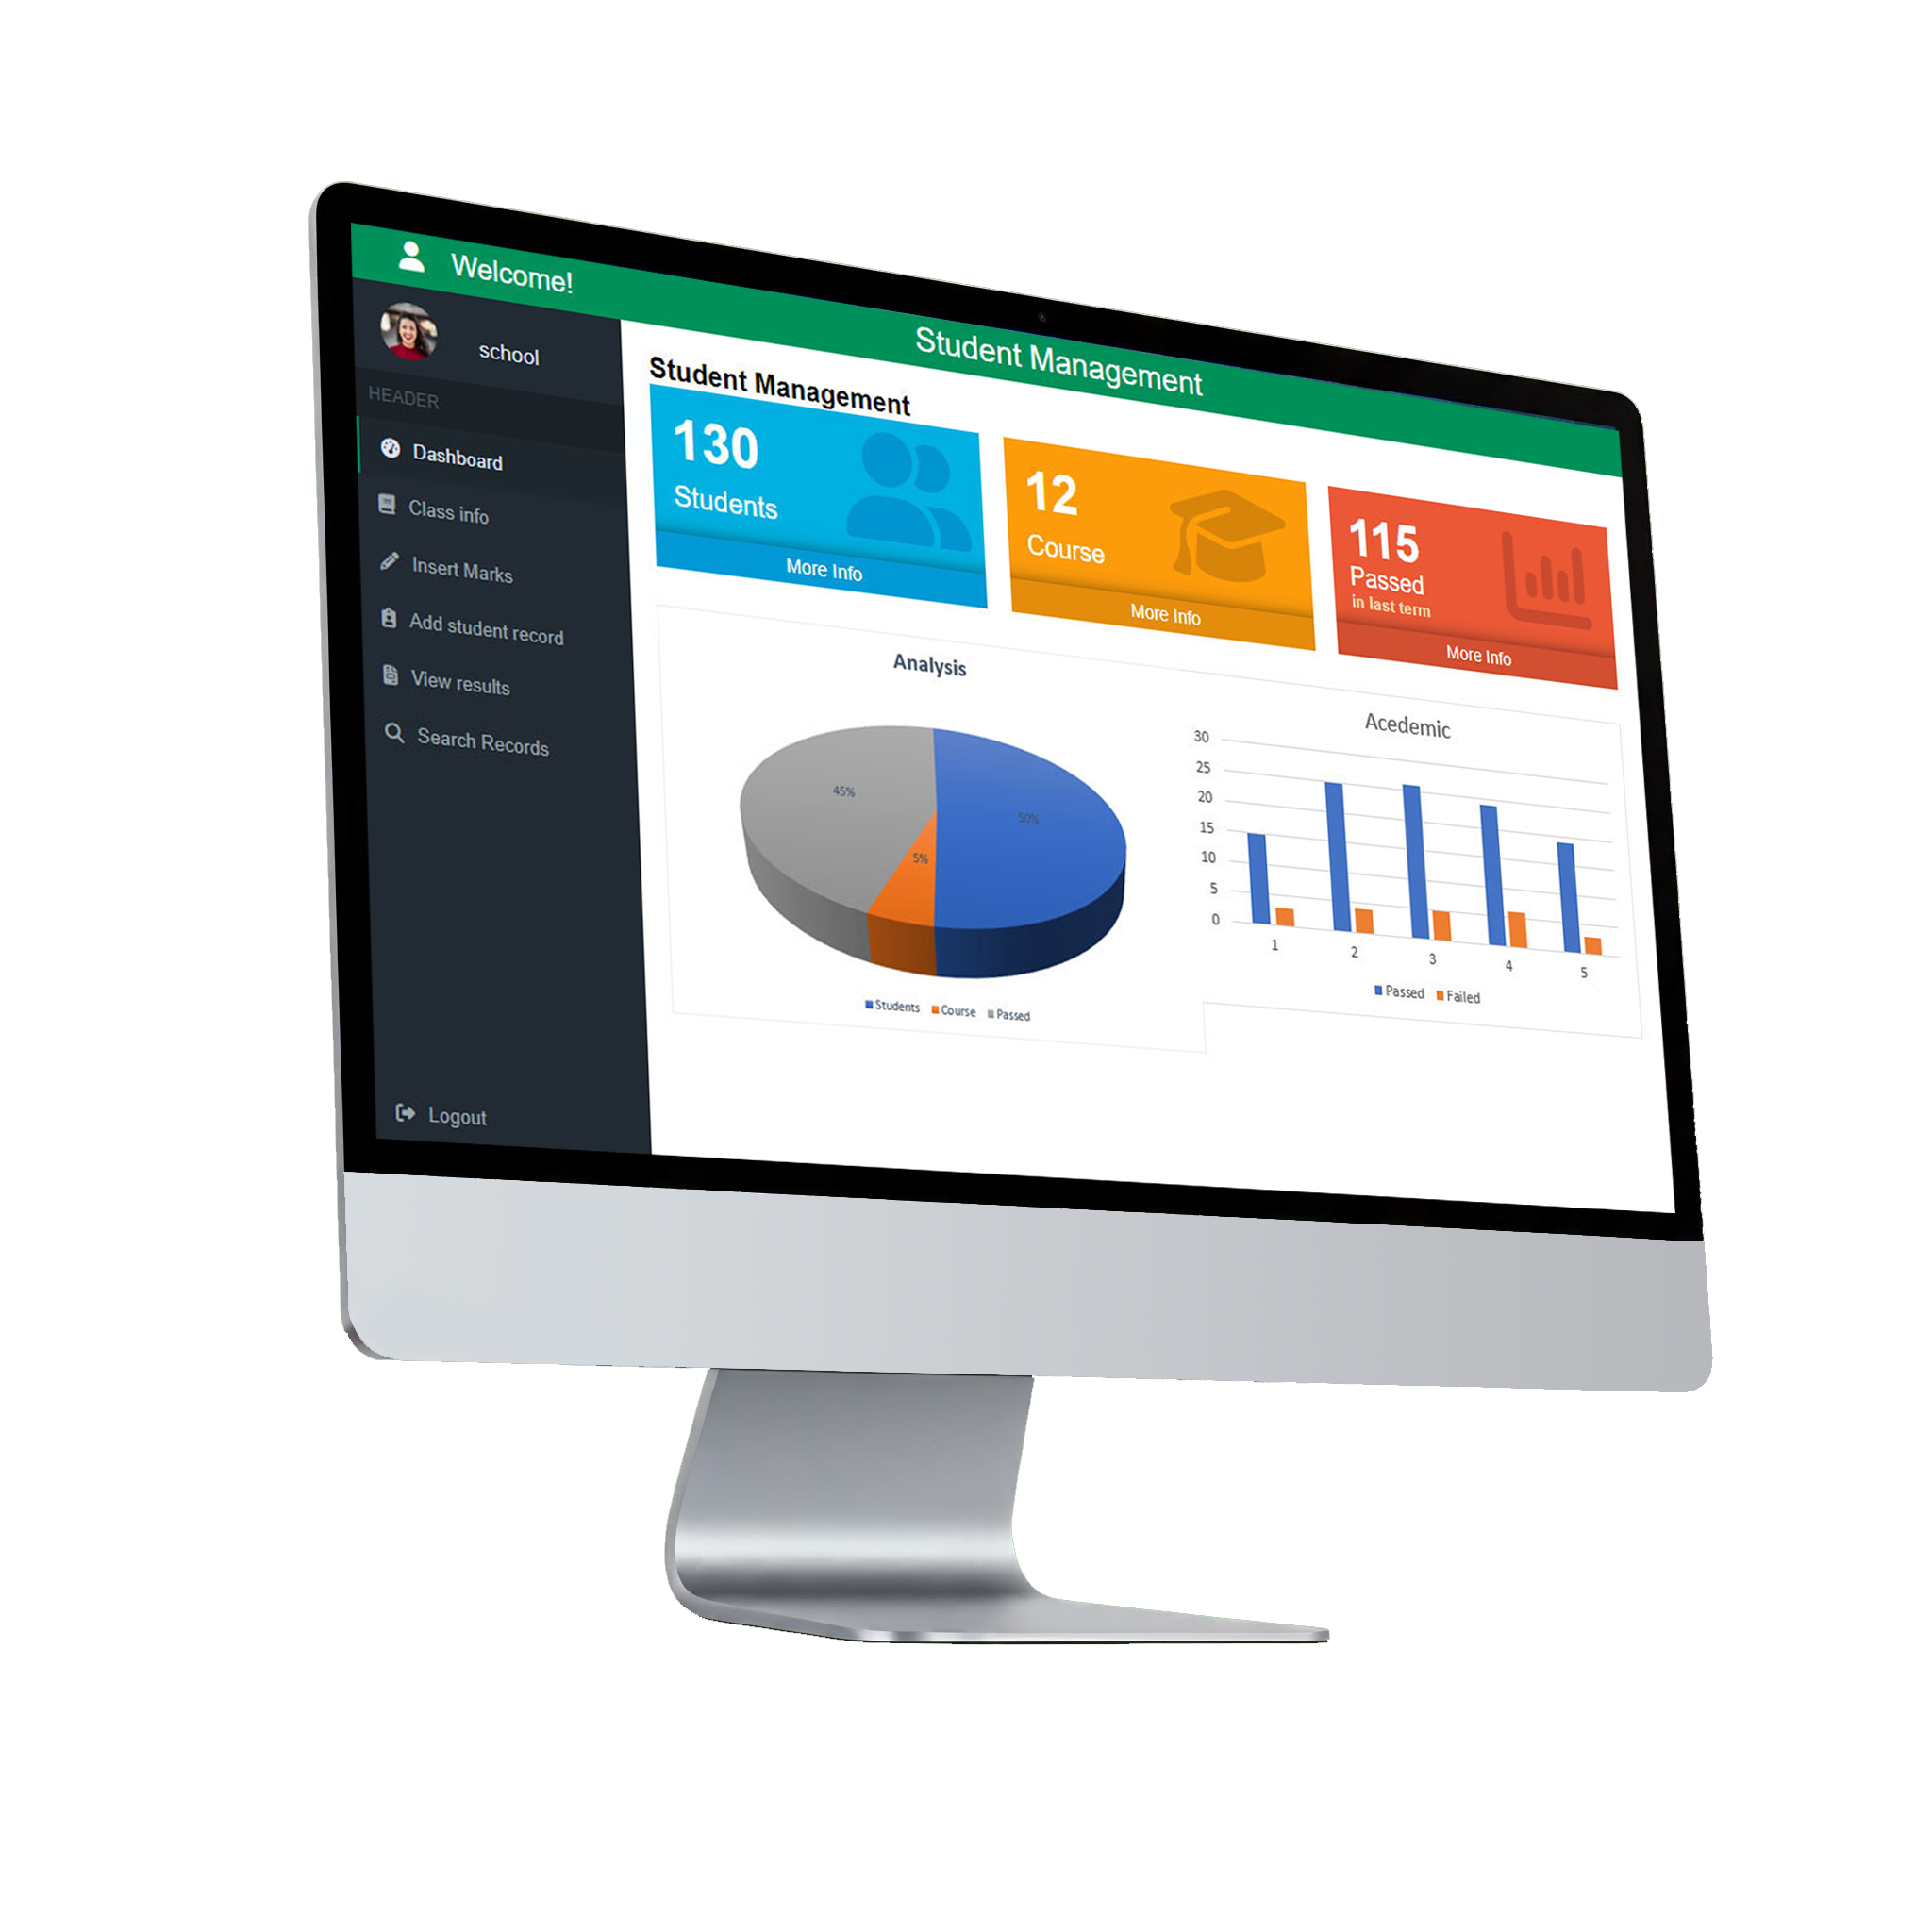 Welcome!
Student Management
school
HEADER
Dashboard
Class info
Insert Marks
Add student record
View results
Search Records
Logout
Student Management
130
Students
More Info
12
Course
More Info
115
Passed
in last term
More Info
Analysis
45%
50%
5%
Students Course Passed
Acedemic
30
25
20
15
10
5
0
1 2 3 4 5
Passed Failed